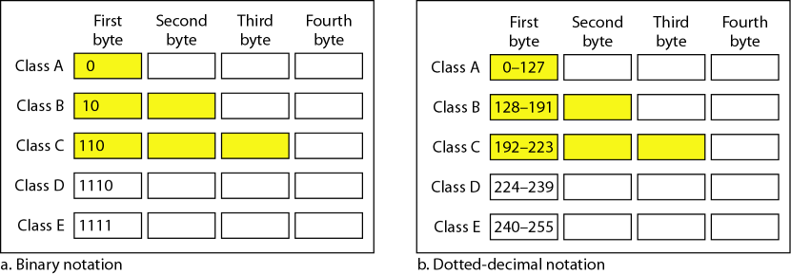 First Second Third Fourth
byte byte byte byte
Class A 0
Class B 10
Class C 110
Class D 1110
Class E 1111
a. Binary notation
First Second Third Fourth
byte byte byte byte
Class A 0–127
Class B 128–191
Class C 192–223
Class D 224–239
Class E 240–255
b. Dotted-decimal notation